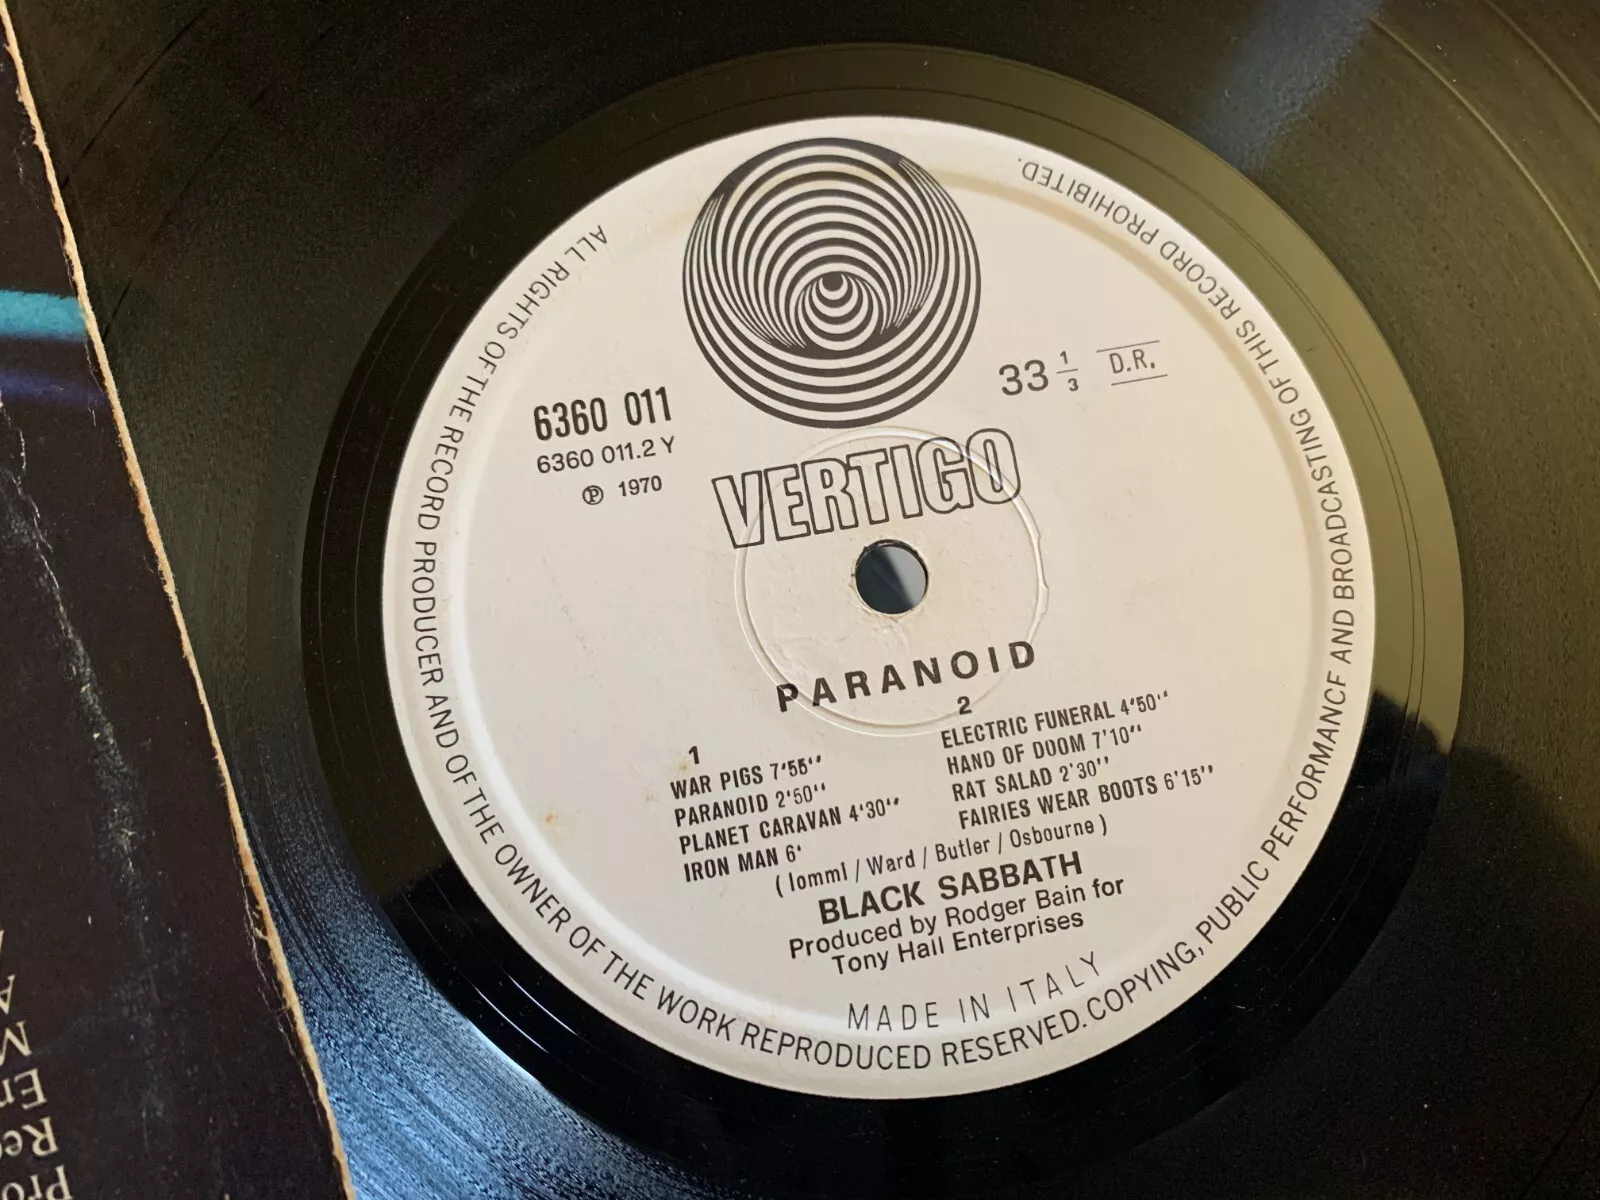 ALL RIGHTS OF THE RECORD PRODUCER AND OF THE OWNER OF THE WORK REPRODUCED RESERVED. COPYING, PUBLIC PERFORMANCE AND BROADCASTING OF THIS RECORD PROHIBITED.
6360 011
6360 011.2 Y
Ⓟ 1970
33 1/3 D.R.
VERTIGO
PARANOID
1
WAR PIGS 7'55''
PARANOID 2'50''
PLANET CARAVAN 4'30''
IRON MAN 6'
2
ELECTRIC FUNERAL 4'50''
HAND OF DOOM 7'10''
RAT SALAD 2'30''
FAIRIES WEAR BOOTS 6'15''
(Iommi / Ward / Butler / Osbourne)
BLACK SABBATH
Produced by Rodger Bain for
Tony Hall Enterprises
MADE IN ITALY